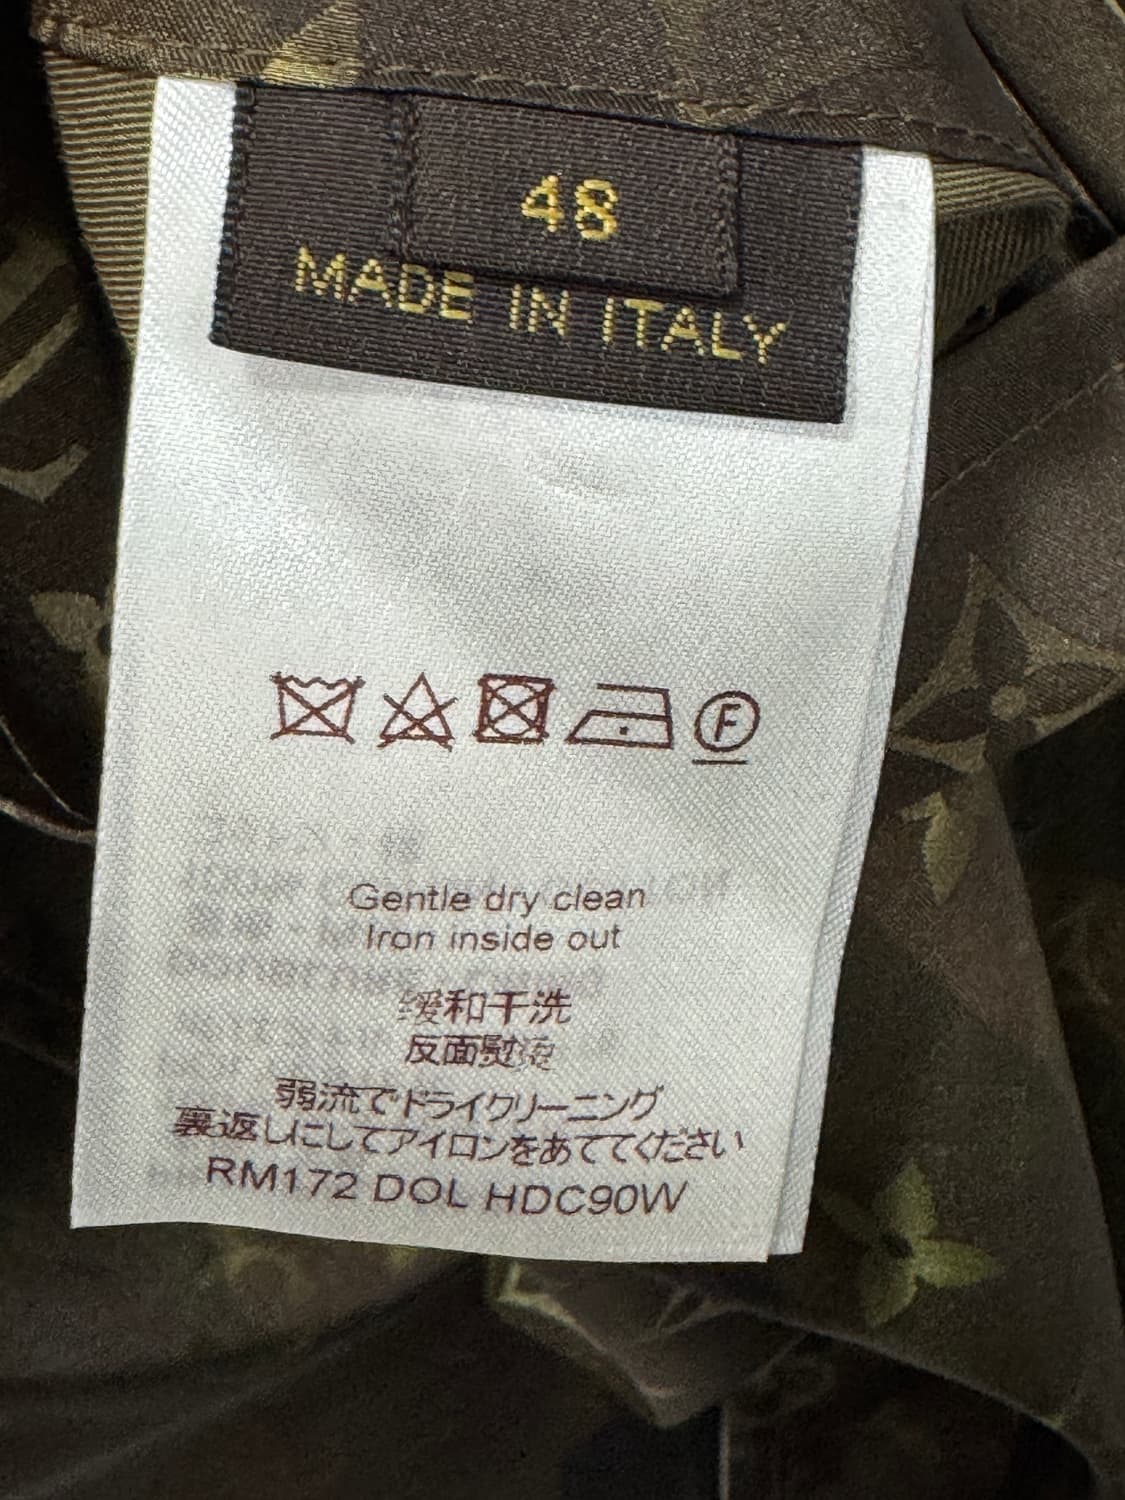 48
MADE IN ITALY
F
Gentle dry clean
Iron inside out
缓和干洗
反面熨烫
弱流でドライクリーニング
裏返しにしてアイロンをあててください
RM172 DOL HDC90W